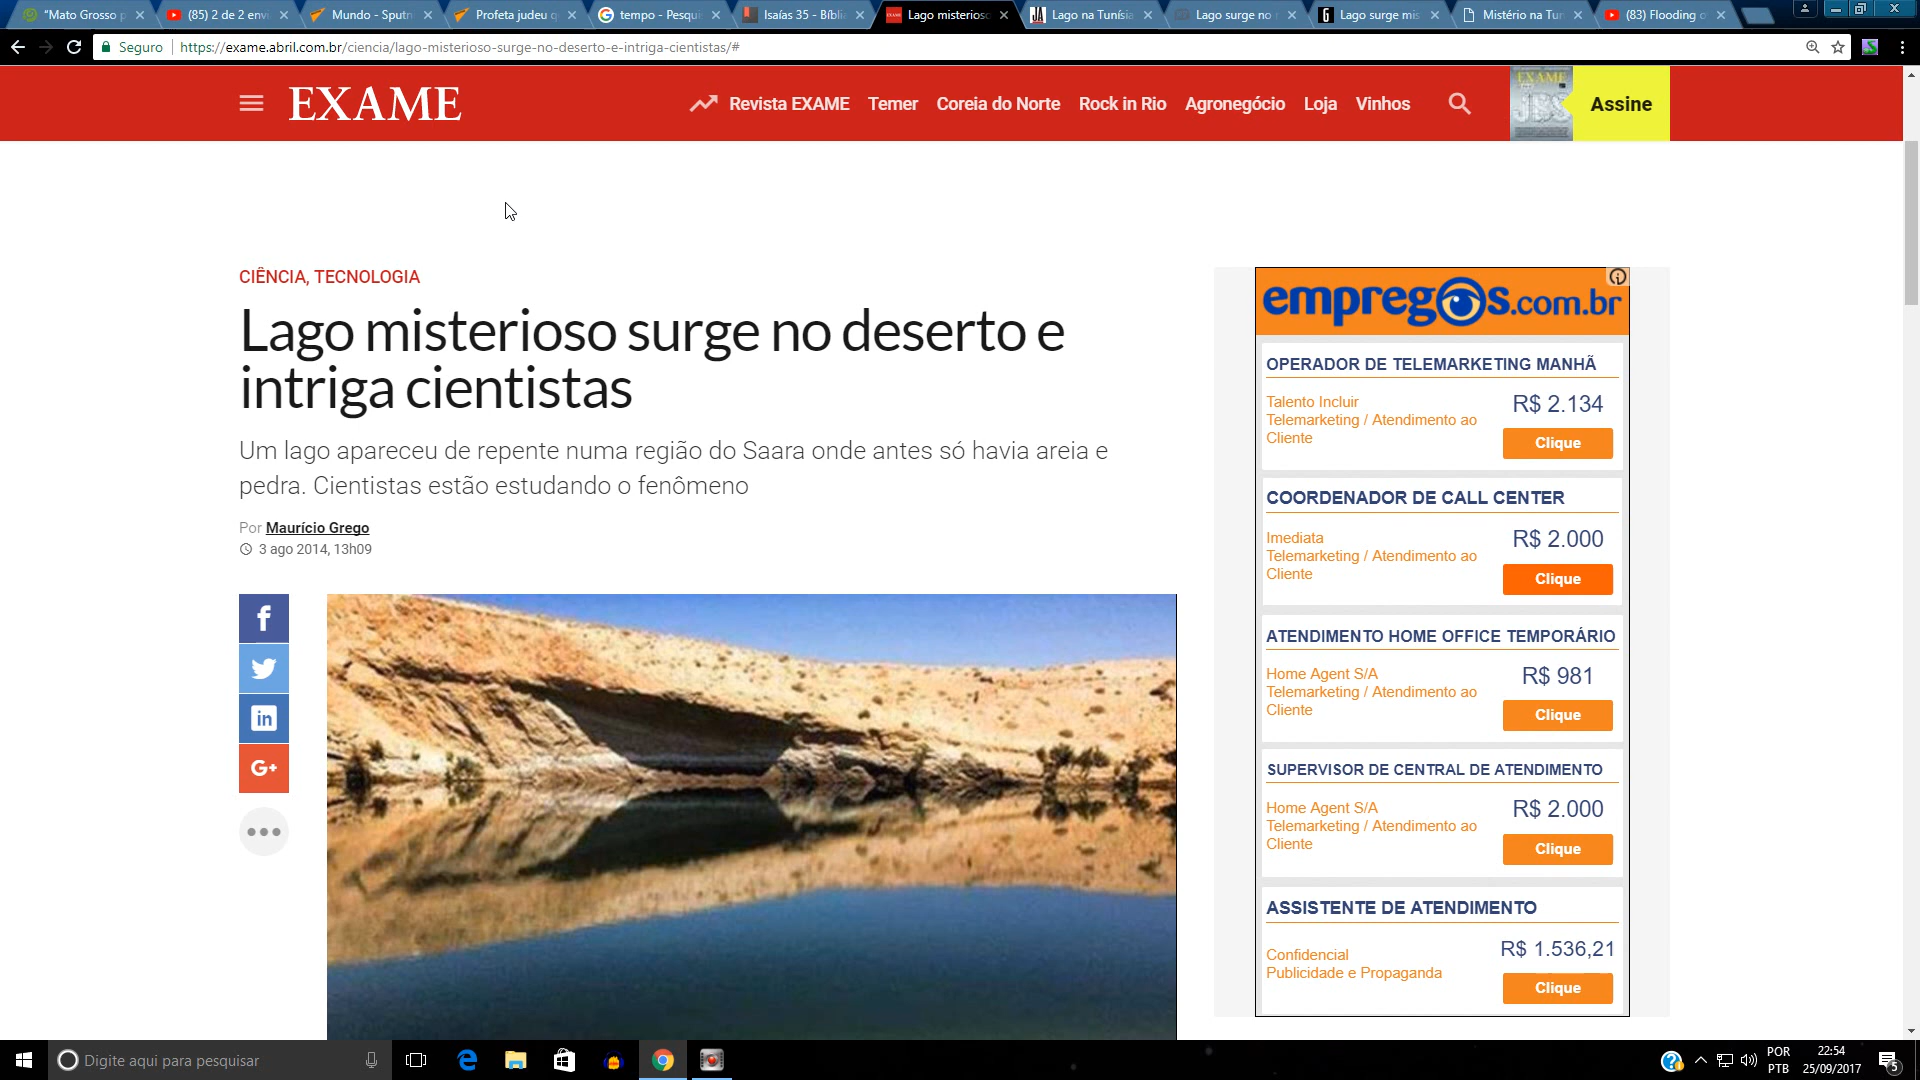 "Mato Grosso p
(85) 2 de 2 envi
Mundo - Sputn
Profeta judeu q
tempo - Pesqui
Isaías 35 - Bíblia
Lago misterioso
Lago na Tunísia
Lago surge no
Lago surge mis
Mistério na Tun
(83) Flooding o
Seguro
https://exame.abril.com.br/ciencia/lago-misterioso-surge-no-deserto-e-intriga-cientistas/#
EXAME
Revista EXAME
Temer
Coreia do Norte
Rock in Rio
Agronegócio
Loja
Vinhos
EXAME
JBS
Assine
CIÊNCIA, TECNOLOGIA
Lago misterioso surge no deserto e
intriga cientistas
Um lago apareceu de repente numa região do Saara onde antes só havia areia e
pedra. Cientistas estão estudando o fenômeno
Por Maurício Grego
3 ago 2014, 13h09
f
in
G+
empregos.com.br
OPERADOR DE TELEMARKETING MANHÃ
Talento Incluir
Telemarketing / Atendimento ao
Cliente
R$ 2.134
Clique
COORDENADOR DE CALL CENTER
Imediata
Telemarketing / Atendimento ao
Cliente
R$ 2.000
Clique
ATENDIMENTO HOME OFFICE TEMPORÁRIO
Home Agent S/A
Telemarketing / Atendimento ao
Cliente
R$ 981
Clique
SUPERVISOR DE CENTRAL DE ATENDIMENTO
Home Agent S/A
Telemarketing / Atendimento ao
Cliente
R$ 2.000
Clique
ASSISTENTE DE ATENDIMENTO
Confidencial
Publicidade e Propaganda
R$ 1.536,21
Clique
Digite aqui para pesquisar
POR
PTB
22:54
25/09/2017
5